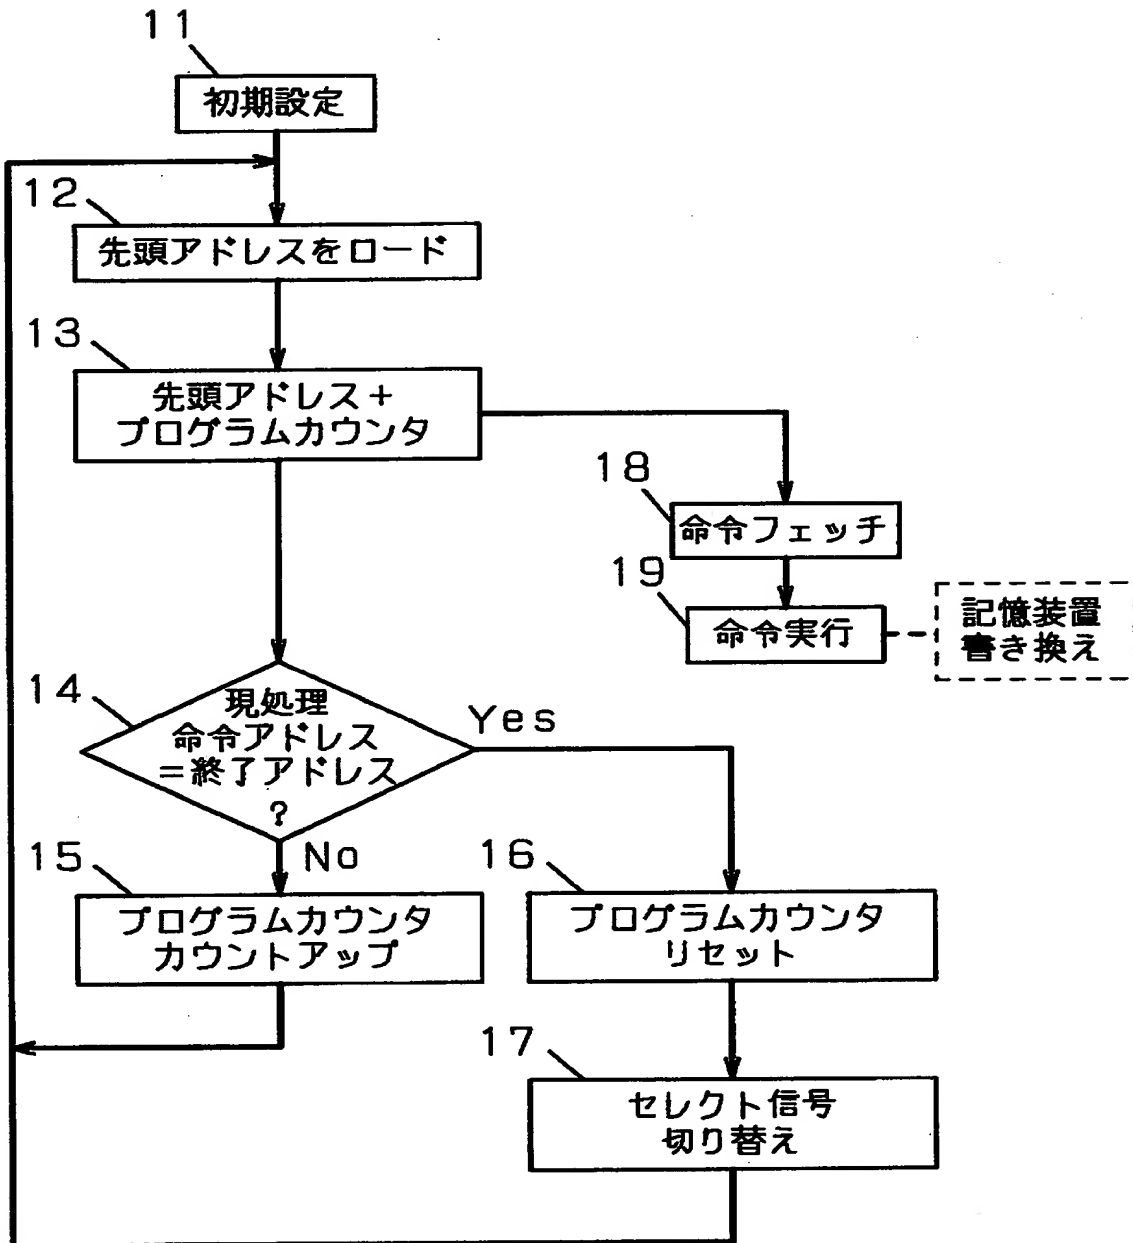 11
初期設定
12
先頭アドレスをロード
13
先頭アドレス＋
プログラムカウンタ
18
命令フェッチ
19
命令実行
記憶装置
書き換え
14
現処理
命令アドレス
＝終了アドレス
？
Yes
No
15
プログラムカウンタ
カウントアップ
16
プログラムカウンタ
リセット
17
セレクト信号
切り替え